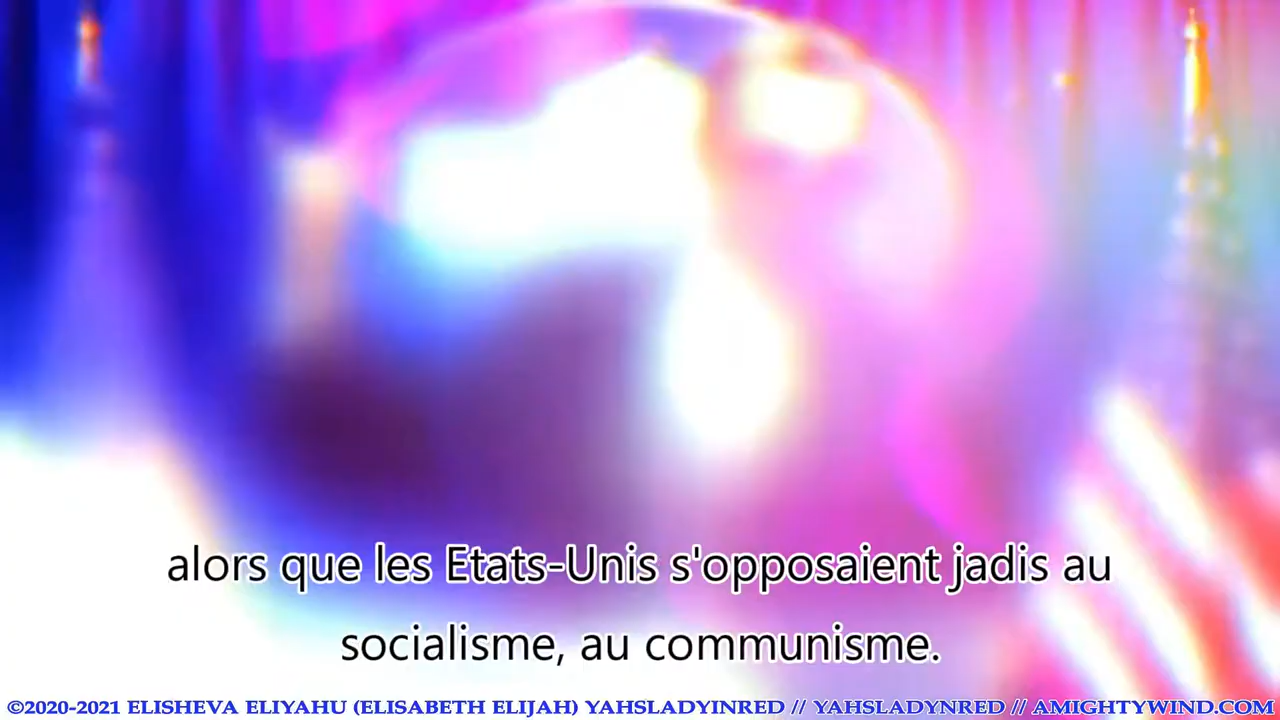 alors que les Etats-Unis s'opposaient jadis au
socialisme, au communisme.
©2020-2021 ELISHEVA ELIYAHU (ELISABETH ELIJAH) YAHSLADYINRED // YAHSLADYNRED // AMIGHTYWIND.COM